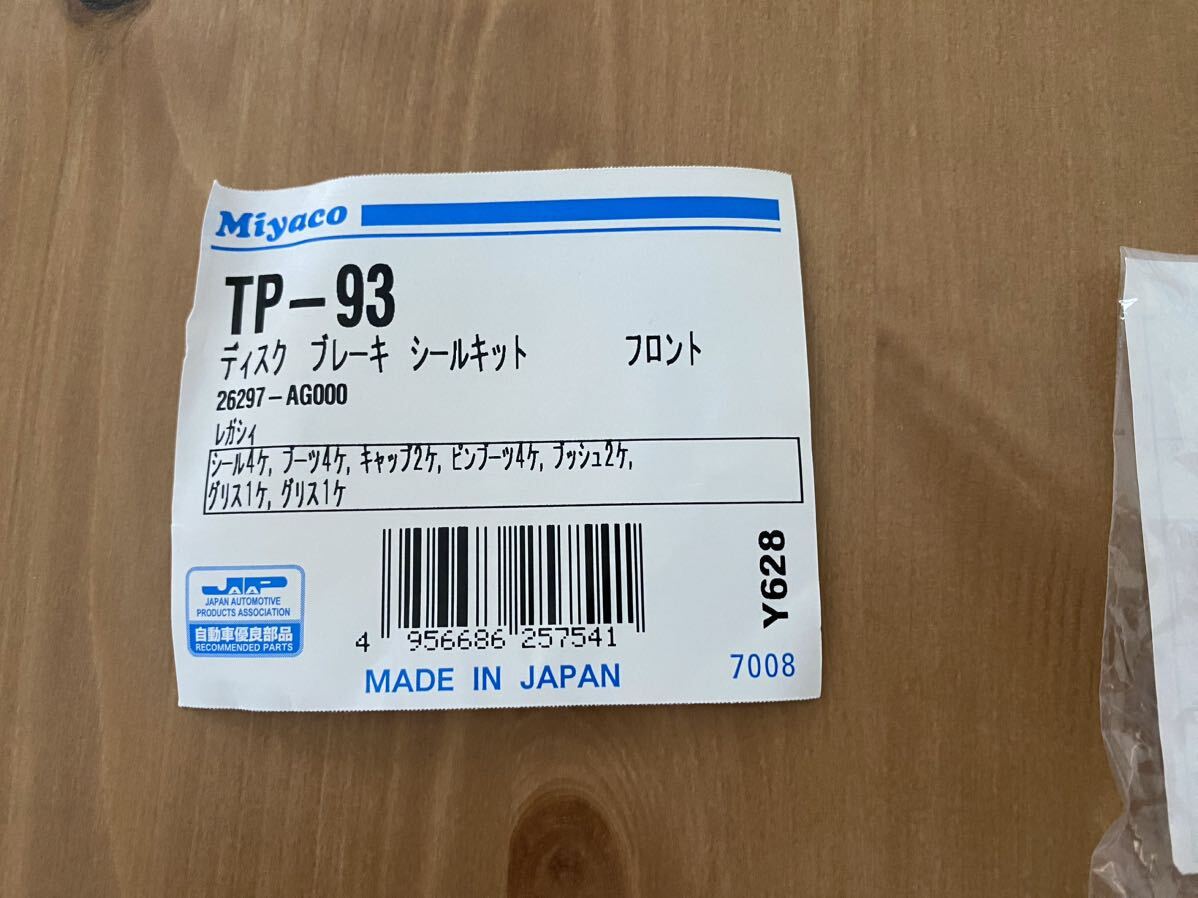 Miyaco
TP-93
ディスク ブレーキ シールキット フロント
26297-AG000
レガシィ
シール4ケ, ブーツ4ケ, キャップ2ケ, ピンブーツ4ケ, ブッシュ2ケ,
グリス1ケ, グリス1ケ
JAAP
JAPAN AUTOMOTIVE
PRODUCTS ASSOCIATION
自動車優良部品
RECOMMENDED PARTS
4 956686 257541
Y628
MADE IN JAPAN
7008